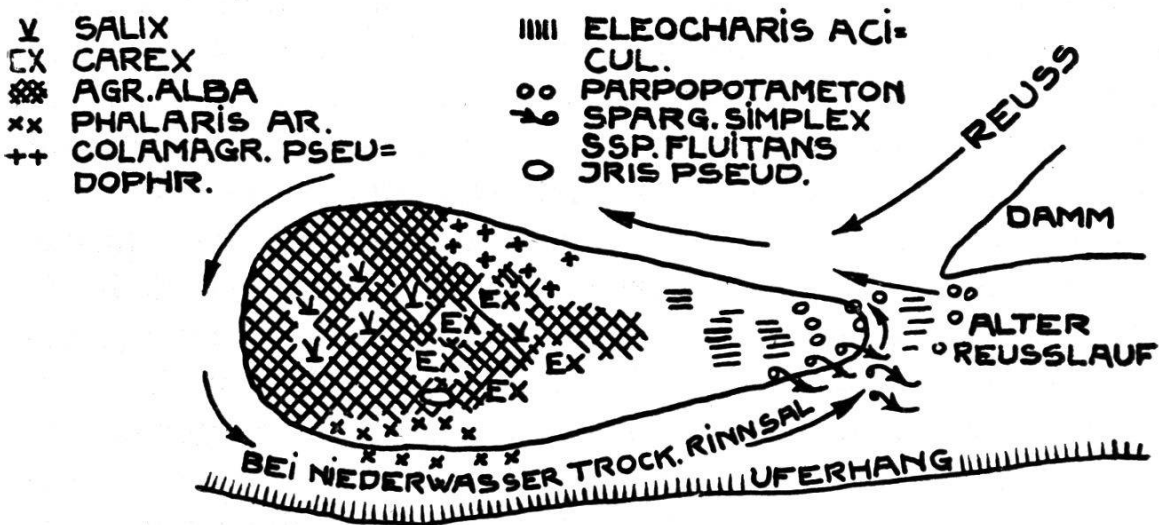 SALIX
CAREX
AGR. ALBA
PHALARIS AR.
COLAMAGR. PSEU=
DOPHR.
ELEOCHARIS ACI=
CUL.
PARPOPOTAMETON
SPARG. SIMPLEX
SSP. FLUITANS
JRIS PSEUD.
REUSS
DAMM
ALTER
REUSSLAUF
EX
EX
EX
EX
EX
BEI NIEDERWASSER TROCK. RINNSAL
UFERHANG